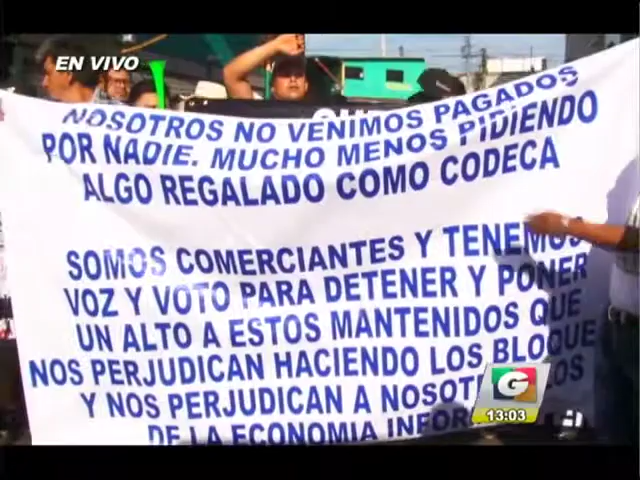 EN VIVO
NOSOTROS NO VENIMOS PAGADOS
POR NADIE. MUCHO MENOS PIDIENDO
ALGO REGALADO COMO CODECA
SOMOS COMERCIANTES Y TENEMOS
VOZ Y VOTO PARA DETENER Y PONER
UN ALTO A ESTOS MANTENIDOS QUE
NOS PERJUDICAN HACIENDO LOS BLOQUE
Y NOS PERJUDICAN A
DE LA ECONOMIA
G
13:03